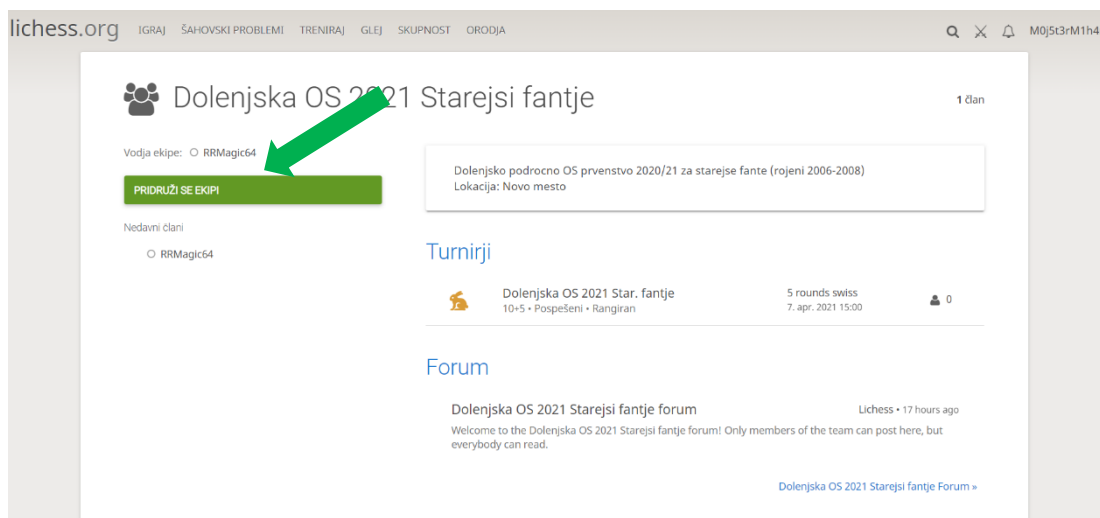 lichess.org IGRAJ ŠAHOVSKI PROBLEMI TRENIRAJ GLEJ SKUPNOST ORODJA M0j5t3rM1h4
Dolenjska OS 2021 Starejsi fantje
1 član
Vodja ekipe: RRMagic64
PRIDRUŽI SE EKIPI
Nedavni člani
RRMagic64
Dolenjsko podrocno OS prvenstvo 2020/21 za starejse fante (rojeni 2006-2008)
Lokacija: Novo mesto
Turnirji
Dolenjska OS 2021 Star. fantje
10+5 • Pospešeni • Rangiran
5 rounds swiss
7. apr. 2021 15:00
0
Forum
Dolenjska OS 2021 Starejsi fantje forum
Lichess • 17 hours ago
Welcome to the Dolenjska OS 2021 Starejsi fantje forum! Only members of the team can post here, but
everybody can read.
Dolenjska OS 2021 Starejsi fantje Forum »